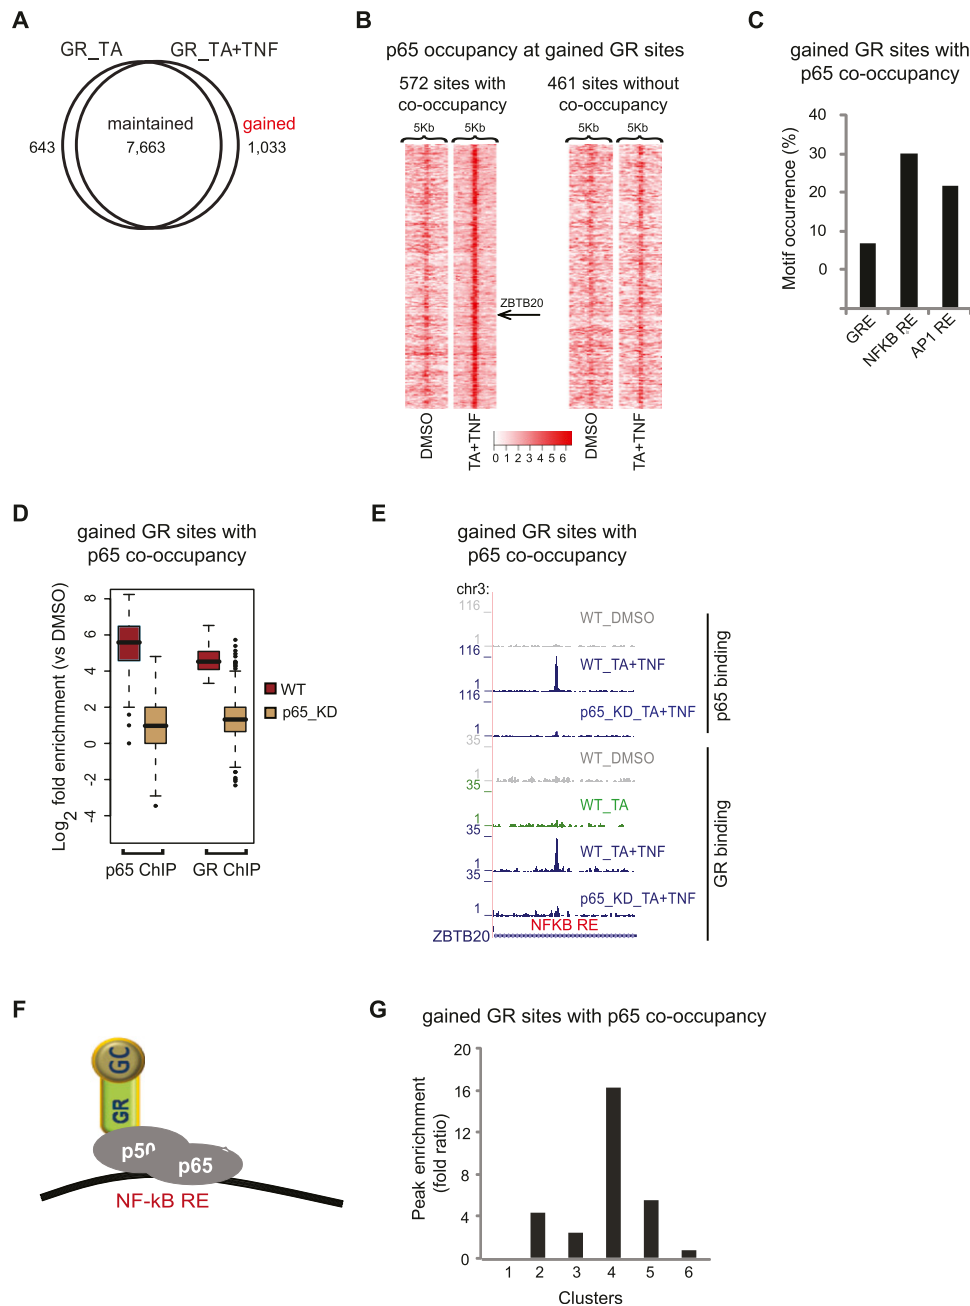 A
GR_TA GR_TA+TNF
maintained gained
643 7,663 1,033
B
p65 occupancy at gained GR sites
572 sites with
co-occupancy
461 sites without
co-occupancy
5Kb 5Kb 5Kb 5Kb
ZBTB20
DMSO
TA+TNF
DMSO
TA+TNF
0 1 2 3 4 5 6
C
gained GR sites with
p65 co-occupancy
Motif occurrence (%)
40
30
20
10
0
GRE
NFKB RE
AP1 RE
D
gained GR sites with
p65 co-occupancy
Log2 fold enrichnment (vs DMSO)
8
6
4
2
0
-2
-4
WT
p65_KD
p65 ChIP GR ChIP
E
gained GR sites with
p65 co-occupancy
chr3:
116
WT_DMSO
1
116
WT_TA+TNF
1
116
p65_KD_TA+TNF
1
35
WT_DMSO
1
35
WT_TA
1
35
WT_TA+TNF
1
35
p65_KD_TA+TNF
1
NFKB RE
ZBTB20
p65 binding
GR binding
F
GC
GR
p50
p65
NF-kB RE
G
gained GR sites with p65 co-occupancy
Peak enrichnment
(fold ratio)
20
16
12
8
4
0
1 2 3 4 5 6
Clusters